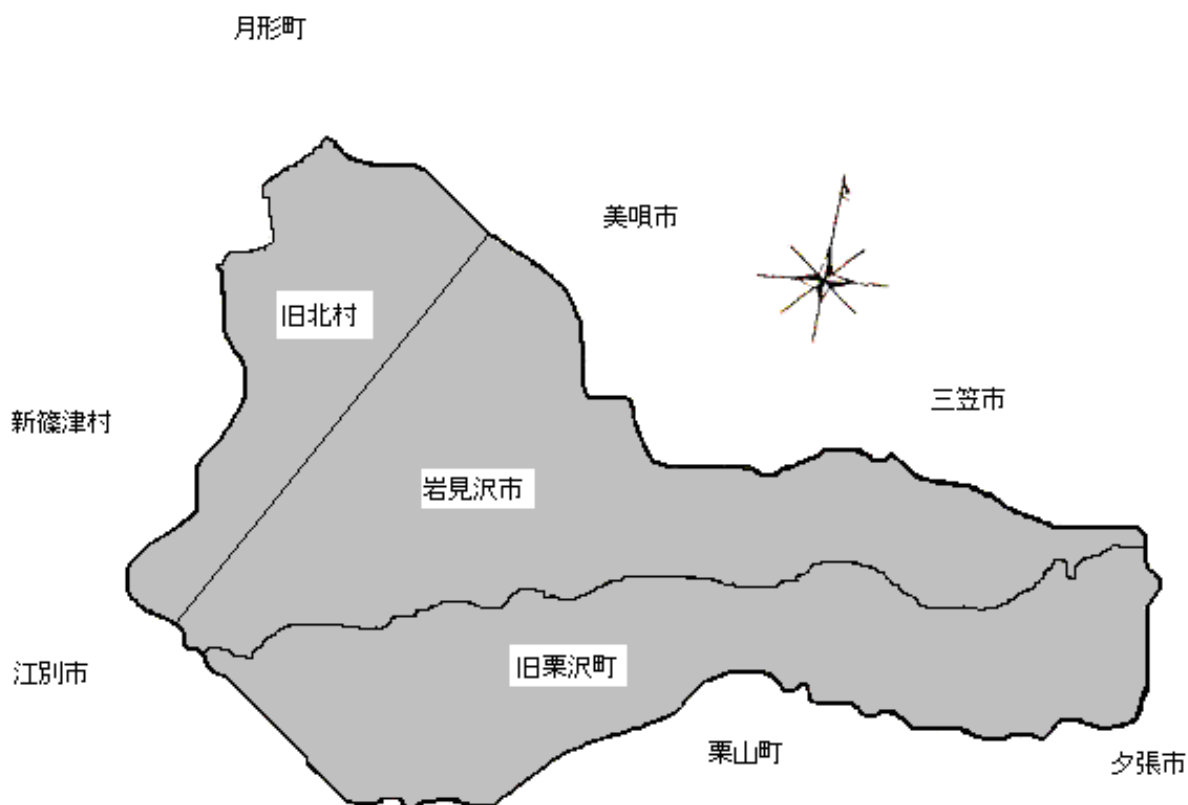 月形町
美唄市
旧北村
三笠市
新篠津村
岩見沢市
旧栗沢町
江別市
栗山町
夕張市